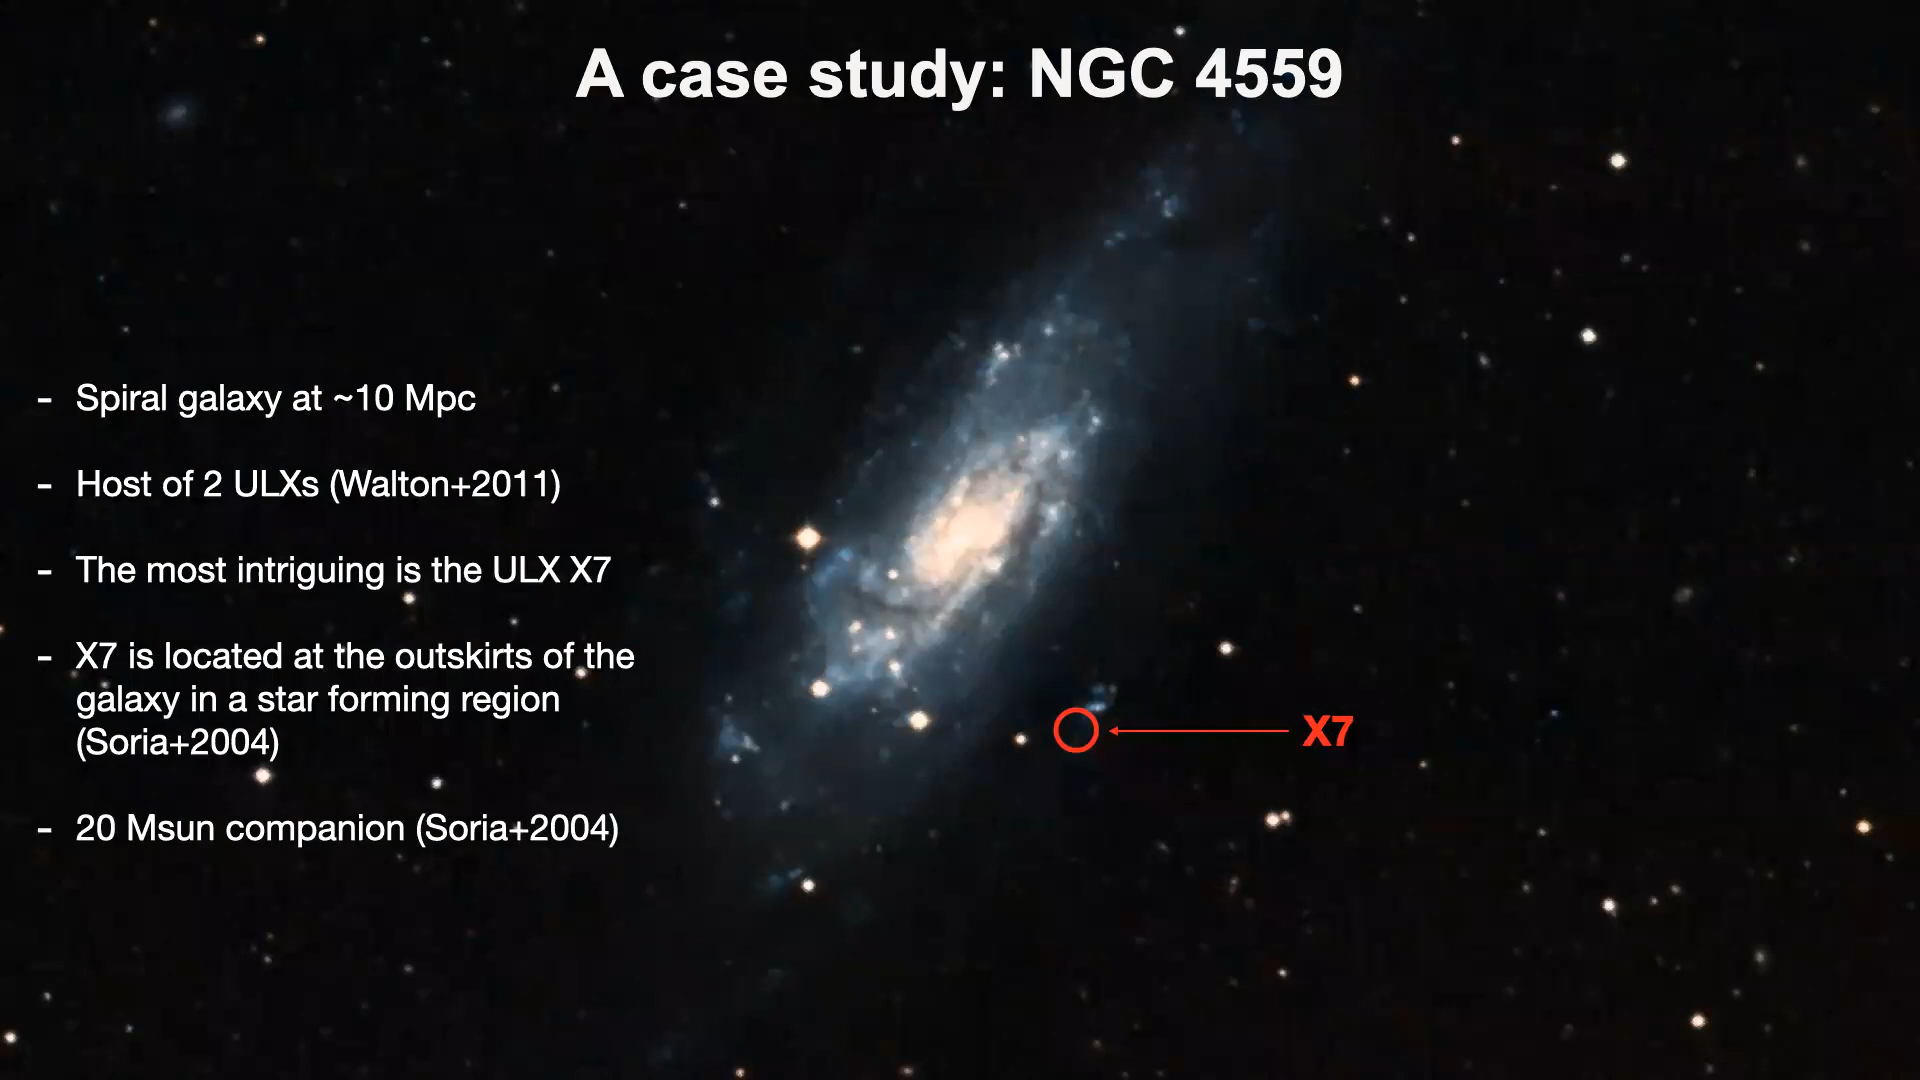 A case study: NGC 4559
- Spiral galaxy at ~10 Mpc
- Host of 2 ULXs (Walton+2011)
- The most intriguing is the ULX X7
- X7 is located at the outskirts of the
galaxy in a star forming region
(Soria+2004)
- 20 Msun companion (Soria+2004)
X7